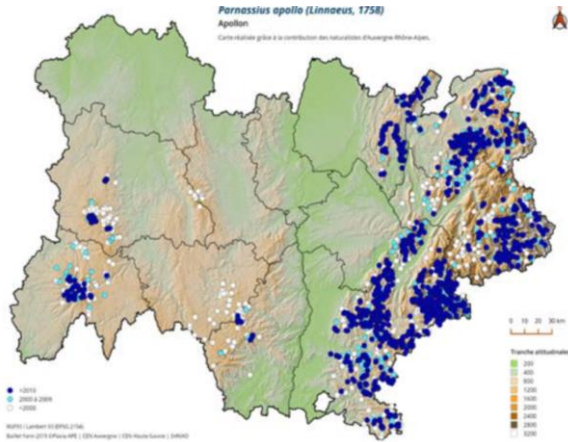 Parnassius apollo (Linnaeus, 1758)
Apollon
Carte réalisée grâce à la contribution des naturalistes d'Auvergne-Rhône-Alpes.
0 10 20 30 km
Tranche altitudinale
200
400
800
1200
1600
2000
2400
2800
3200
>2010
2000 à 2009
<2000